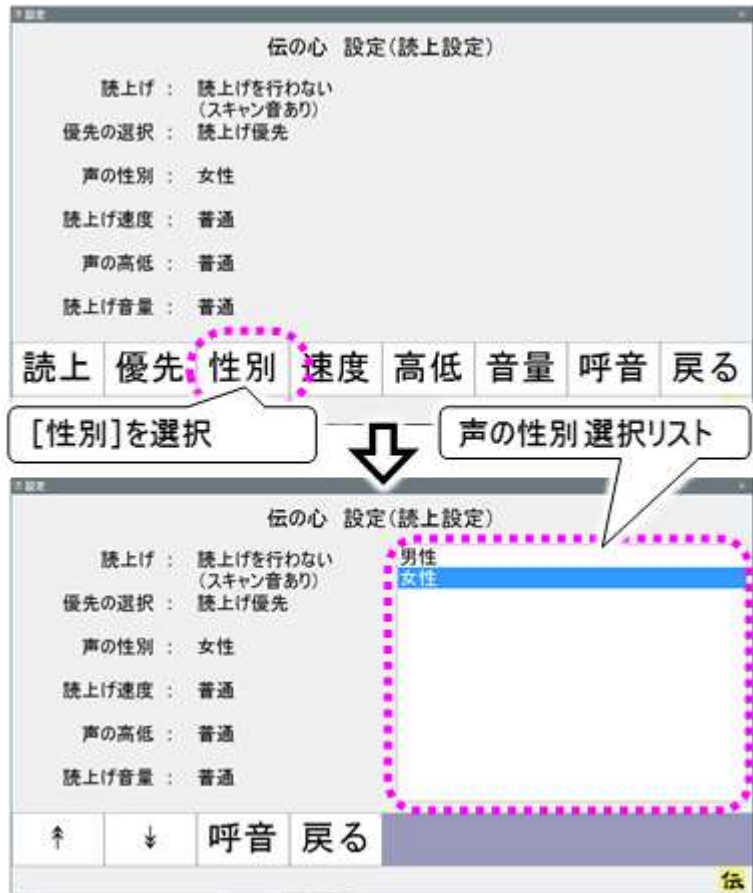 ? 設定
伝の心 設定(読上設定)
読上げ : 読上げを行わない
(スキャン音あり)
優先の選択 : 読上げ優先
声の性別 : 女性
読上げ速度 : 普通
声の高低 : 普通
読上げ音量 : 普通
読上 優先 性別 速度 高低 音量 呼音 戻る
[性別]を選択
声の性別選択リスト
? 設定
伝の心 設定(読上設定)
読上げ : 読上げを行わない
(スキャン音あり)
優先の選択 : 読上げ優先
声の性別 : 女性
読上げ速度 : 普通
声の高低 : 普通
読上げ音量 : 普通
男性
女性
↟ ↡ 呼音 戻る
伝